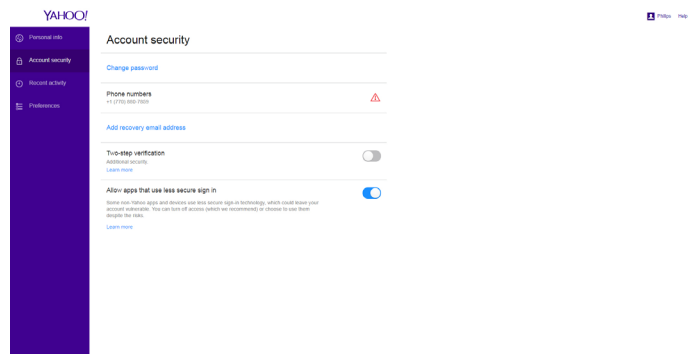 YAHOO!
Philips Help
Personal info
Account security
Recent activity
Preferences
Account security
Change password
Phone numbers
Add recovery email address
Two-step verification
Additional security.
Learn more
Allow apps that use less secure sign in
Some non-Yahoo apps and devices use less secure sign-in technology, which could leave your
account vulnerable. You can turn off access (which we recommend) or choose to use them
despite the risks.
Learn more